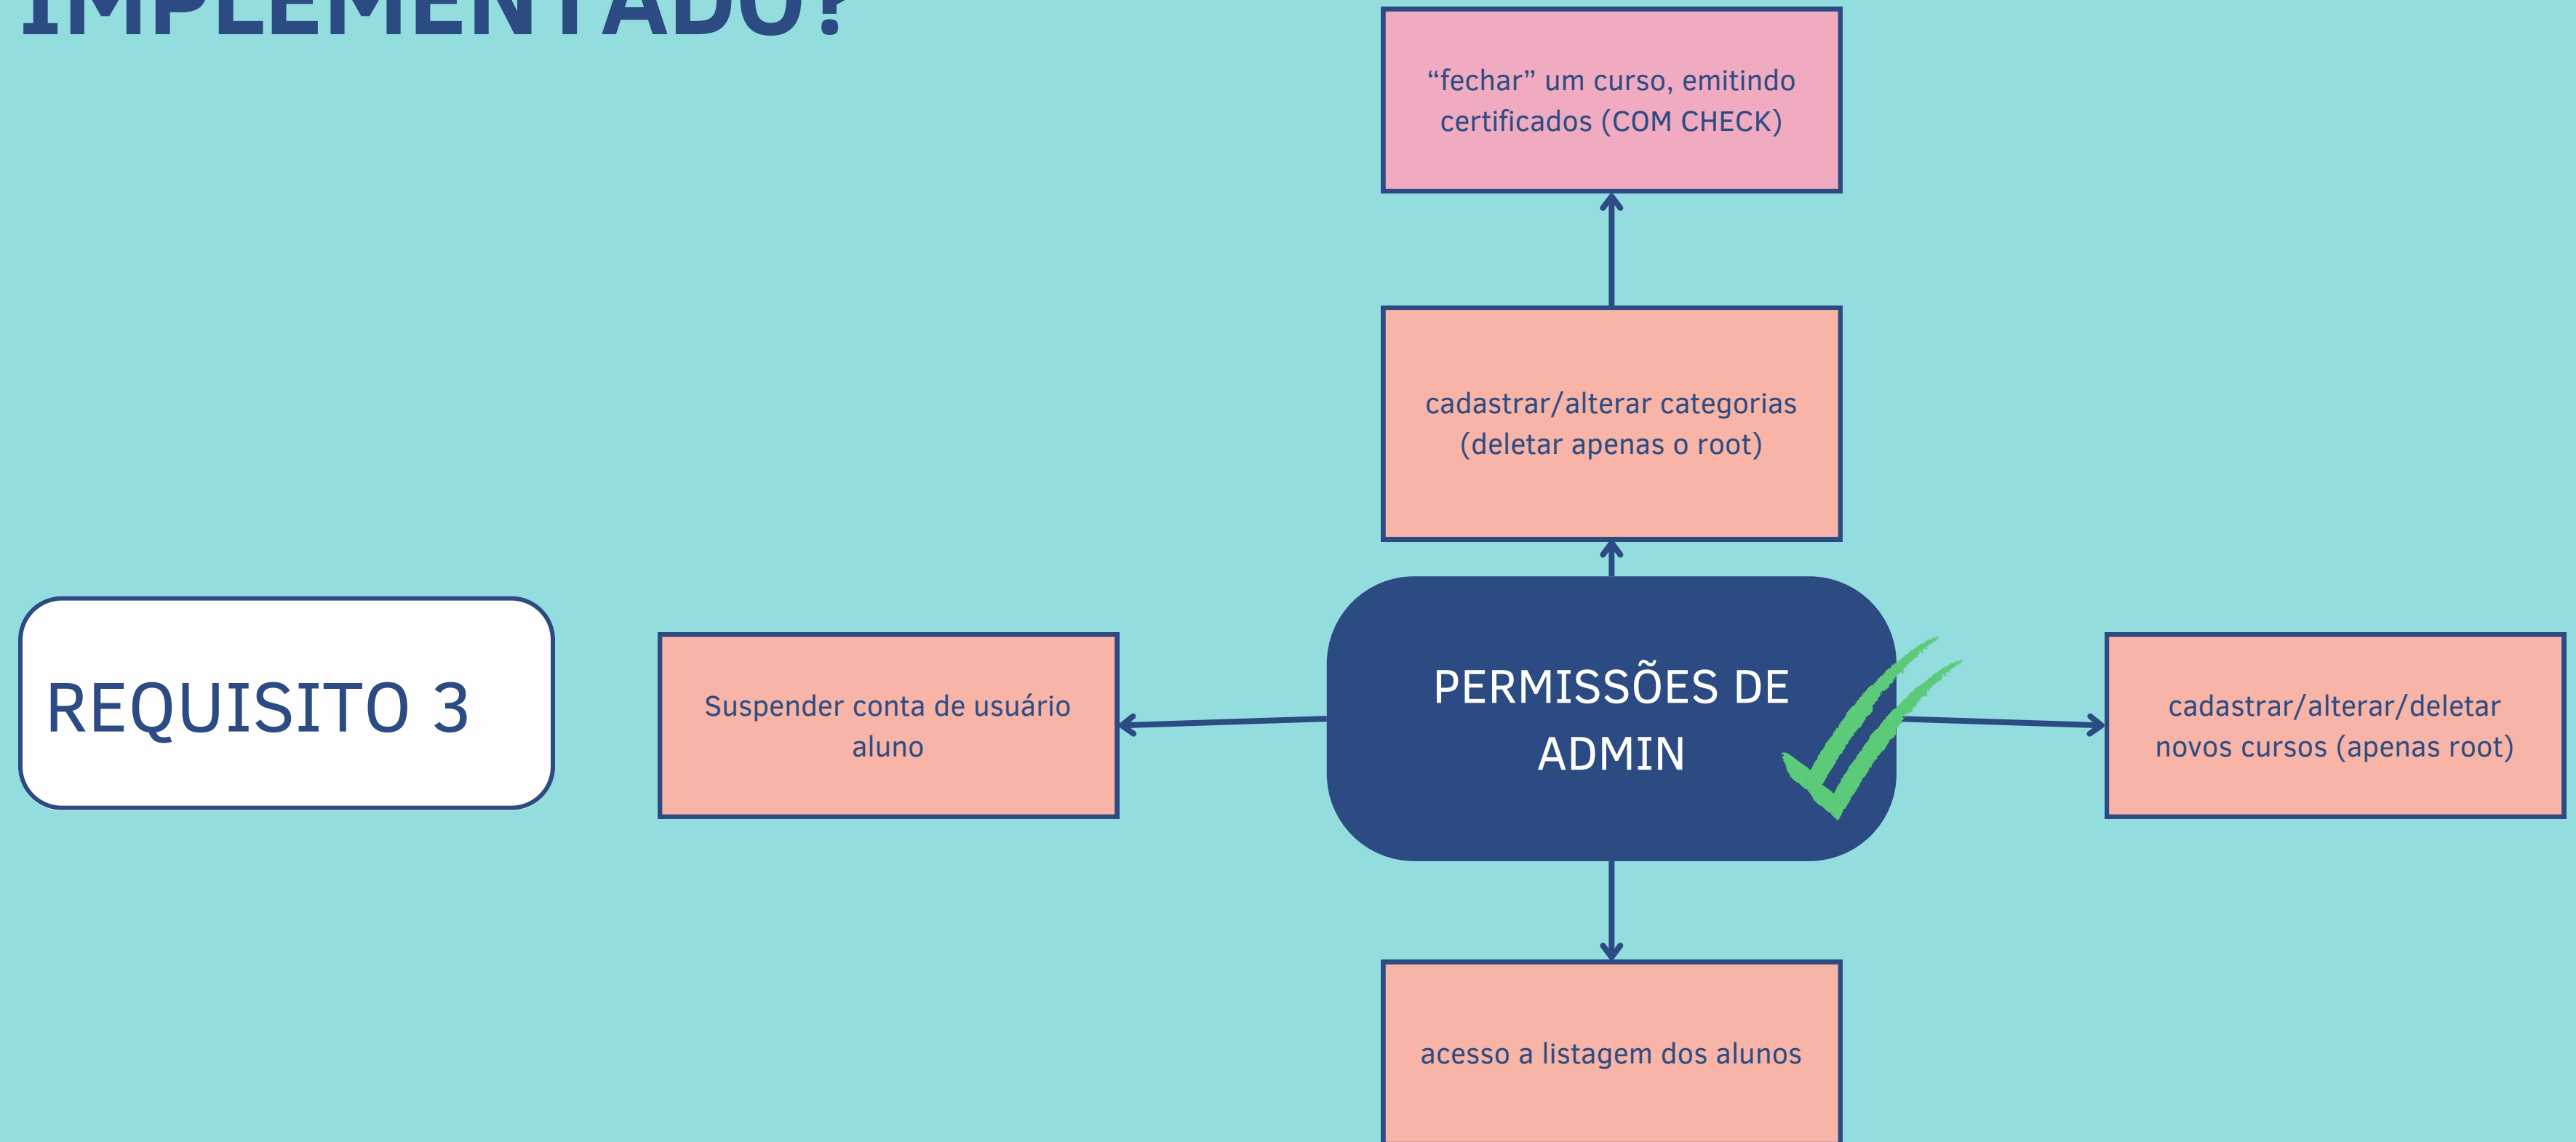 IMPLEMENTADO?
“fechar” um curso, emitindo
certificados (COM CHECK)
cadastrar/alterar categorias
(deletar apenas o root)
REQUISITO 3
Suspender conta de usuário
aluno
PERMISSÕES DE
ADMIN
cadastrar/alterar/deletar
novos cursos (apenas root)
acesso a listagem dos alunos